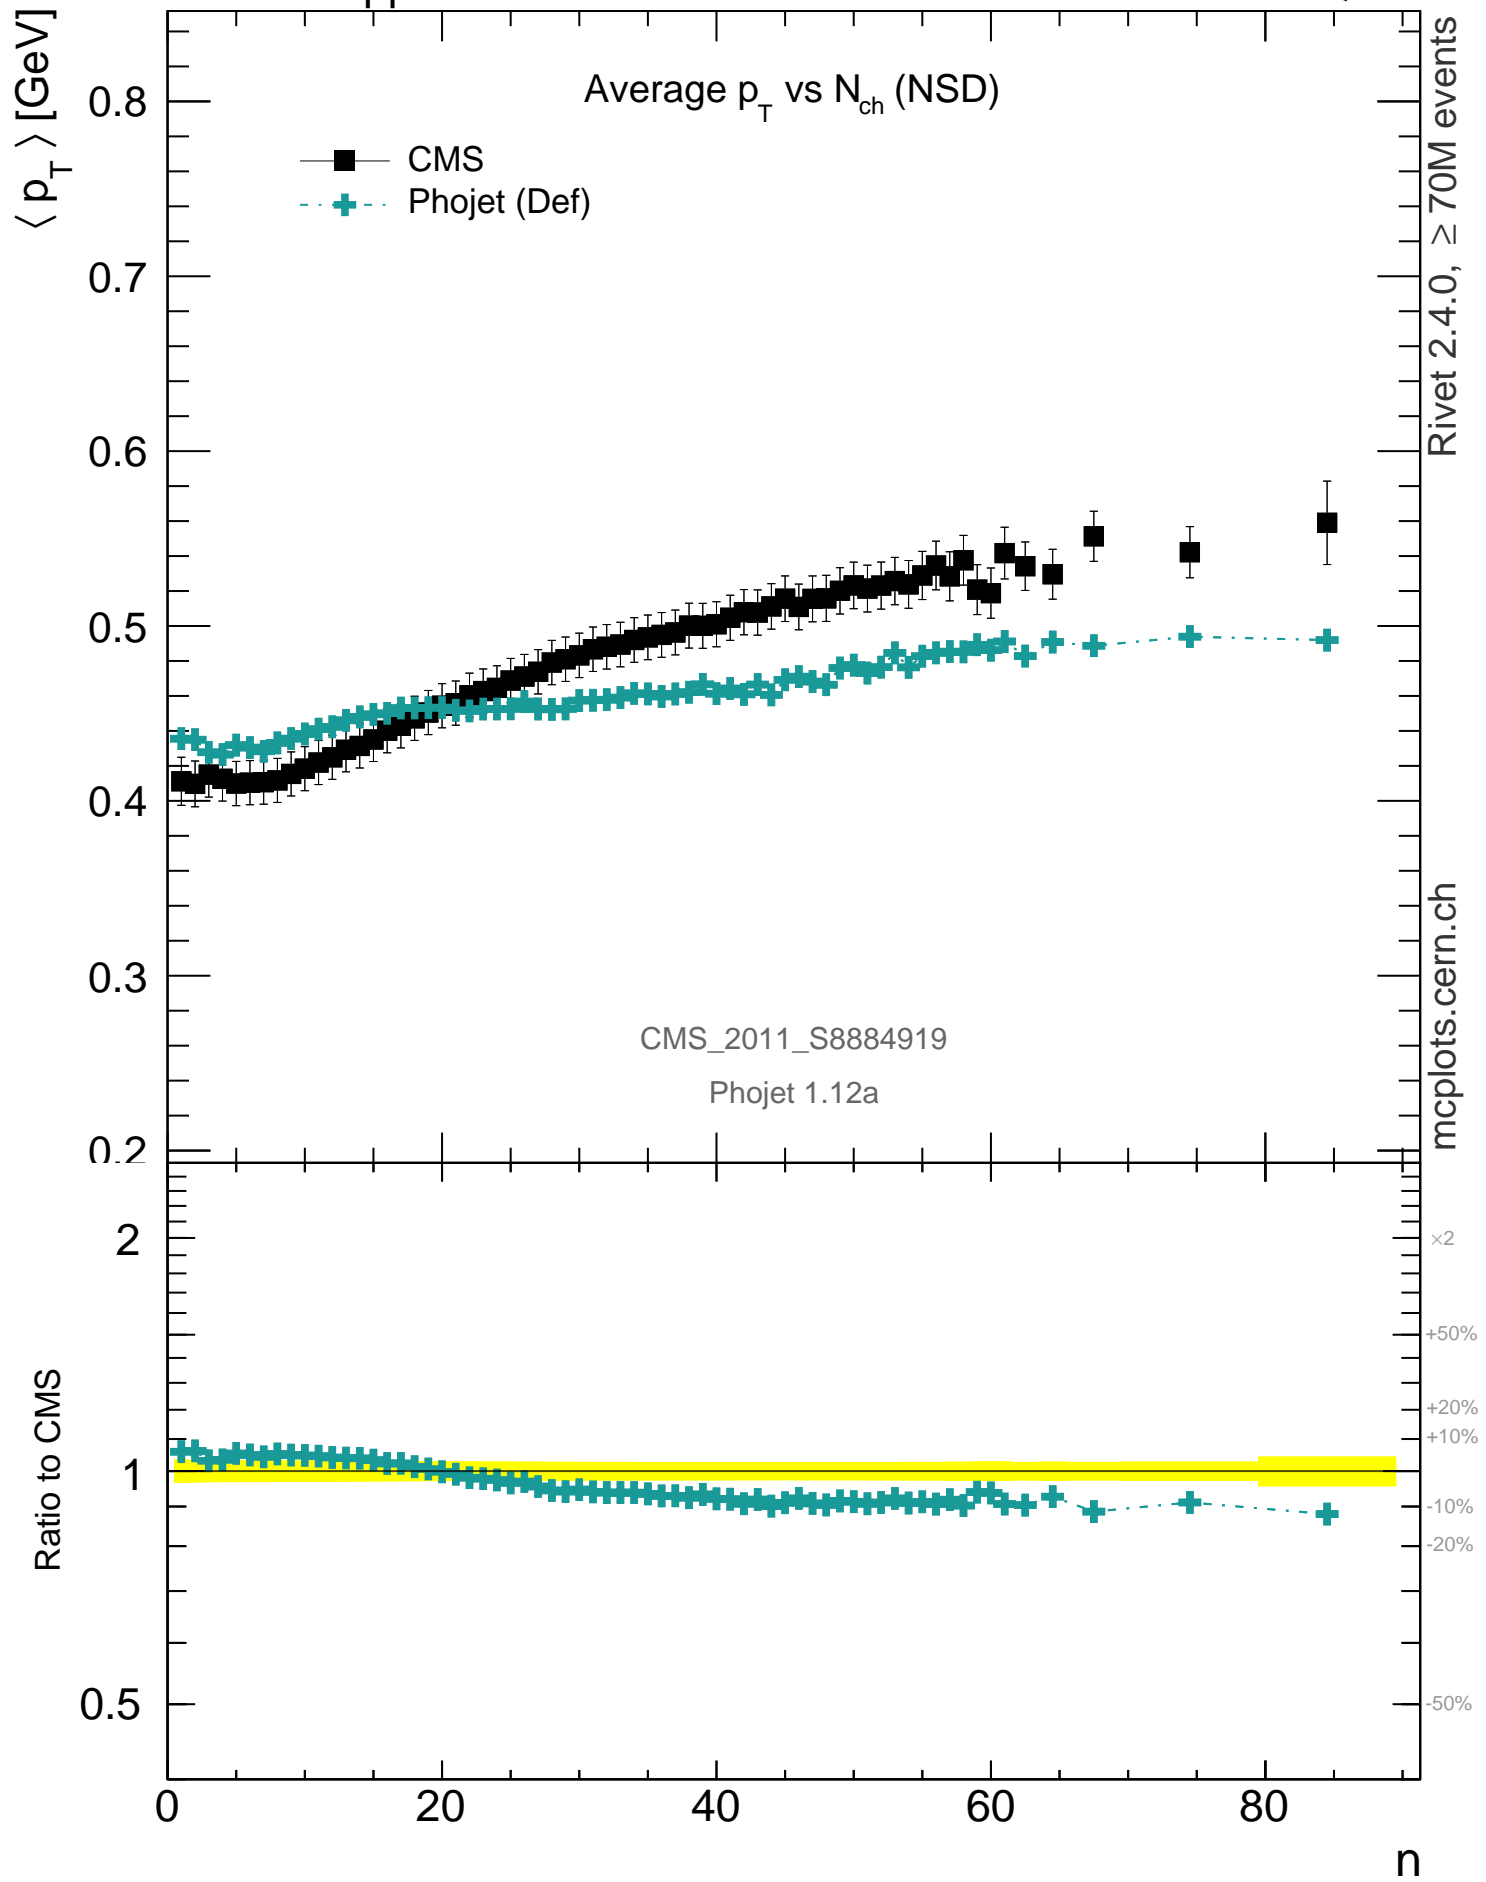 ⟨ p_T ⟩ [GeV]
Average p_T vs N_ch (NSD)
CMS
Phojet (Def)
0.8
0.7
0.6
0.5
0.4
0.3
0.2
CMS_2011_S8884919
Phojet 1.12a
Rivet 2.4.0, ≥ 70M events
mcplots.cern.ch
Ratio to CMS
2
1
0.5
×2
+50%
+20%
+10%
-10%
-20%
-50%
0 20 40 60 80
n